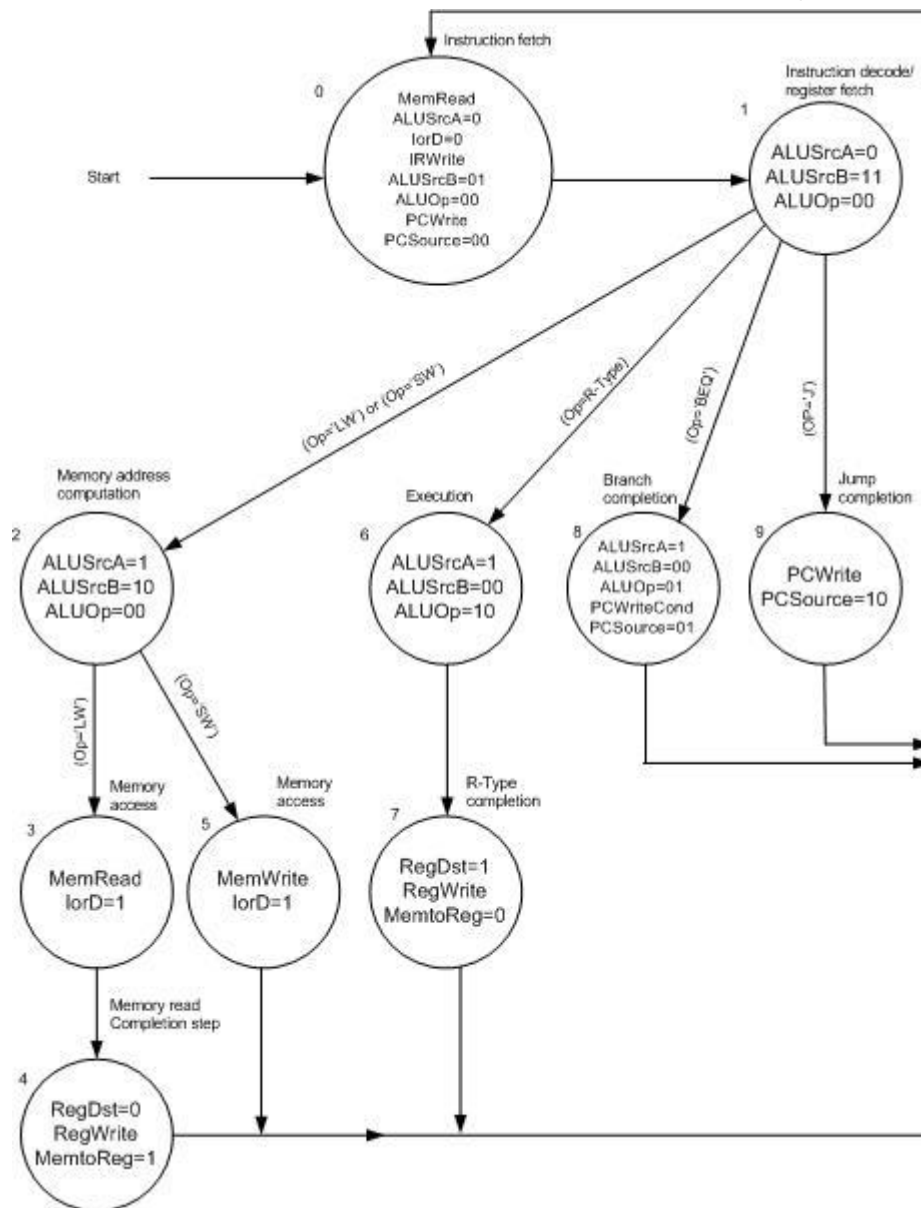 Instruction fetch
0
MemRead
ALUSrcA=0
IorD=0
IRWrite
ALUSrcB=01
ALUOp=00
PCWrite
PCSource=00
Start
Instruction decode/
register fetch
1
ALUSrcA=0
ALUSrcB=11
ALUOp=00
(Op='LW') or (Op='SW')
(Op=R-Type)
(Op='BEQ')
(OP='J')
Memory address
computation
2
ALUSrcA=1
ALUSrcB=10
ALUOp=00
Execution
6
ALUSrcA=1
ALUSrcB=00
ALUOp=10
Branch
completion
8
ALUSrcA=1
ALUSrcB=00
ALUOp=01
PCWriteCond
PCSource=01
Jump
completion
9
PCWrite
PCSource=10
(Op='LW')
(Op='SW')
Memory
access
3
MemRead
IorD=1
Memory
access
5
MemWrite
IorD=1
R-Type
completion
7
RegDst=1
RegWrite
MemtoReg=0
Memory read
Completion step
4
RegDst=0
RegWrite
MemtoReg=1